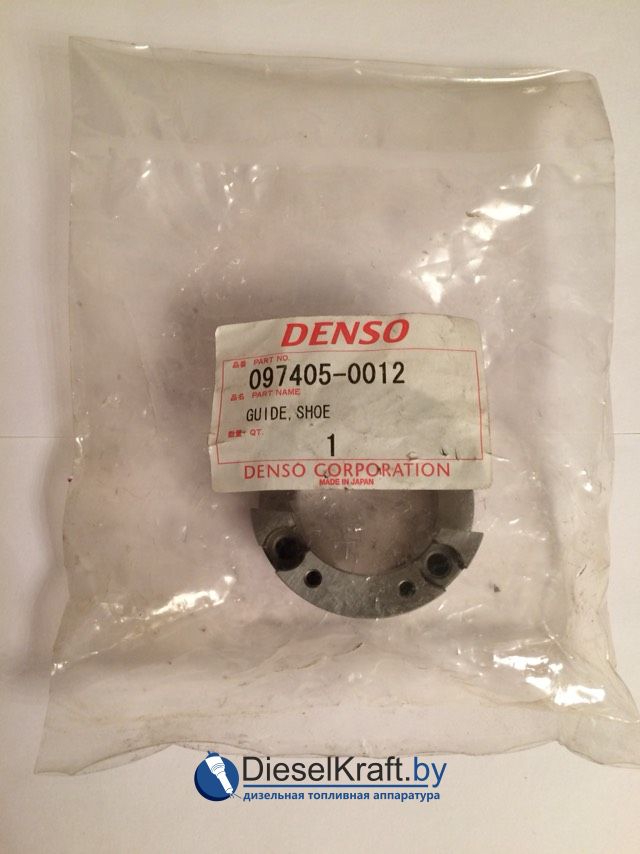 DENSO
品番 PART NO.
097405-0012
品名 PART NAME
GUIDE, SHOE
数量 QT.
1
DENSO CORPORATION
MADE IN JAPAN
DieselKraft.by
дизельная топливная аппаратура